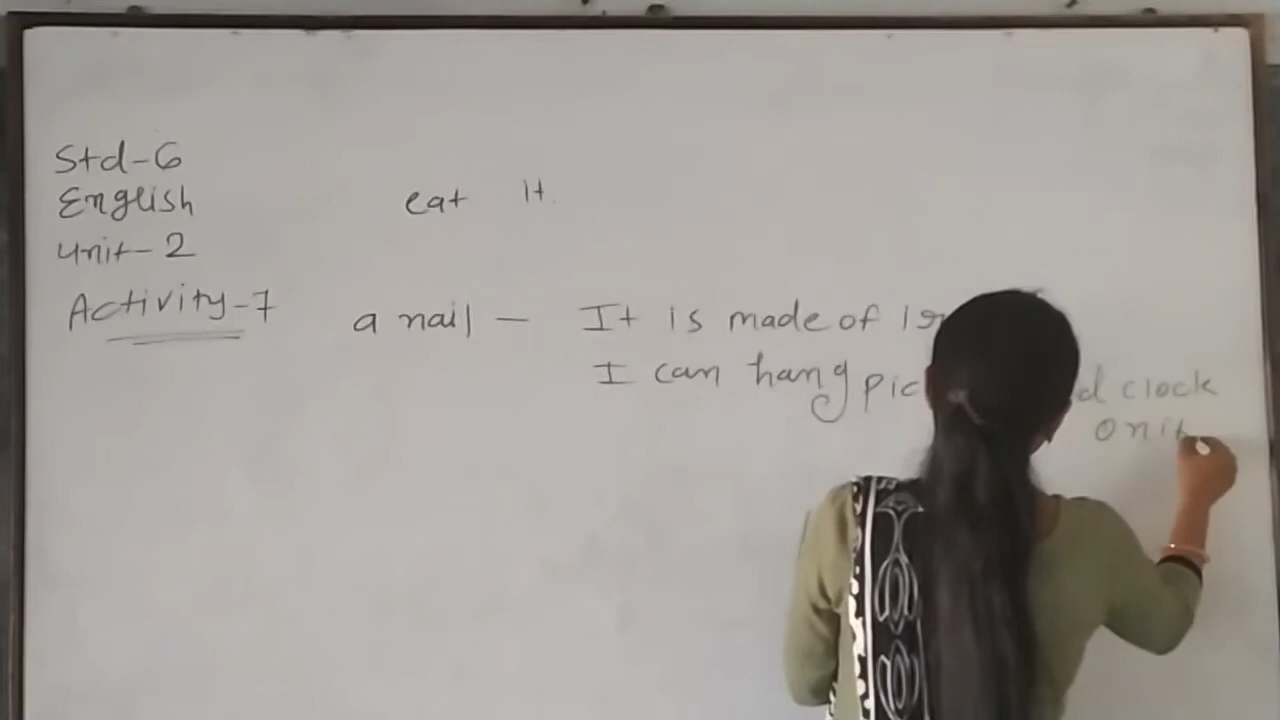 Std-6
English
Unit-2
Activity-7
eat it.
a nail - It is made of
I can hang clock
on it